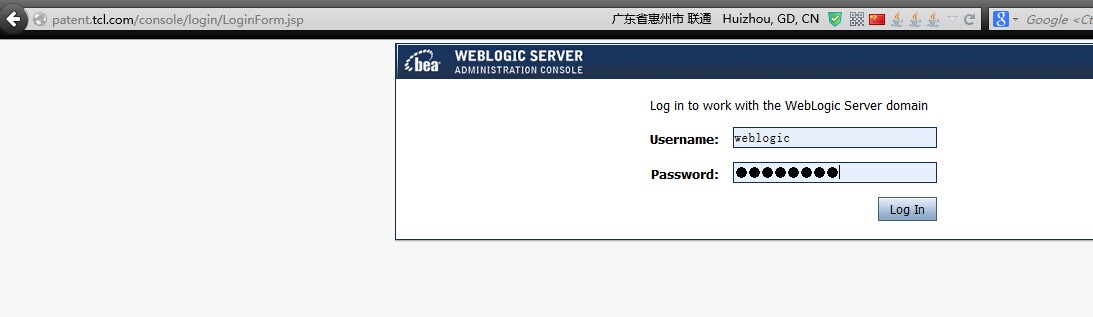 patent.tcl.com/console/login/LoginForm.jsp 广东省惠州市 联通 Huizhou, GD, CN Google <Ct
bea WEBLOGIC SERVER
ADMINISTRATION CONSOLE
Log in to work with the WebLogic Server domain
Username: weblogic
Password: ●●●●●●●●
Log In